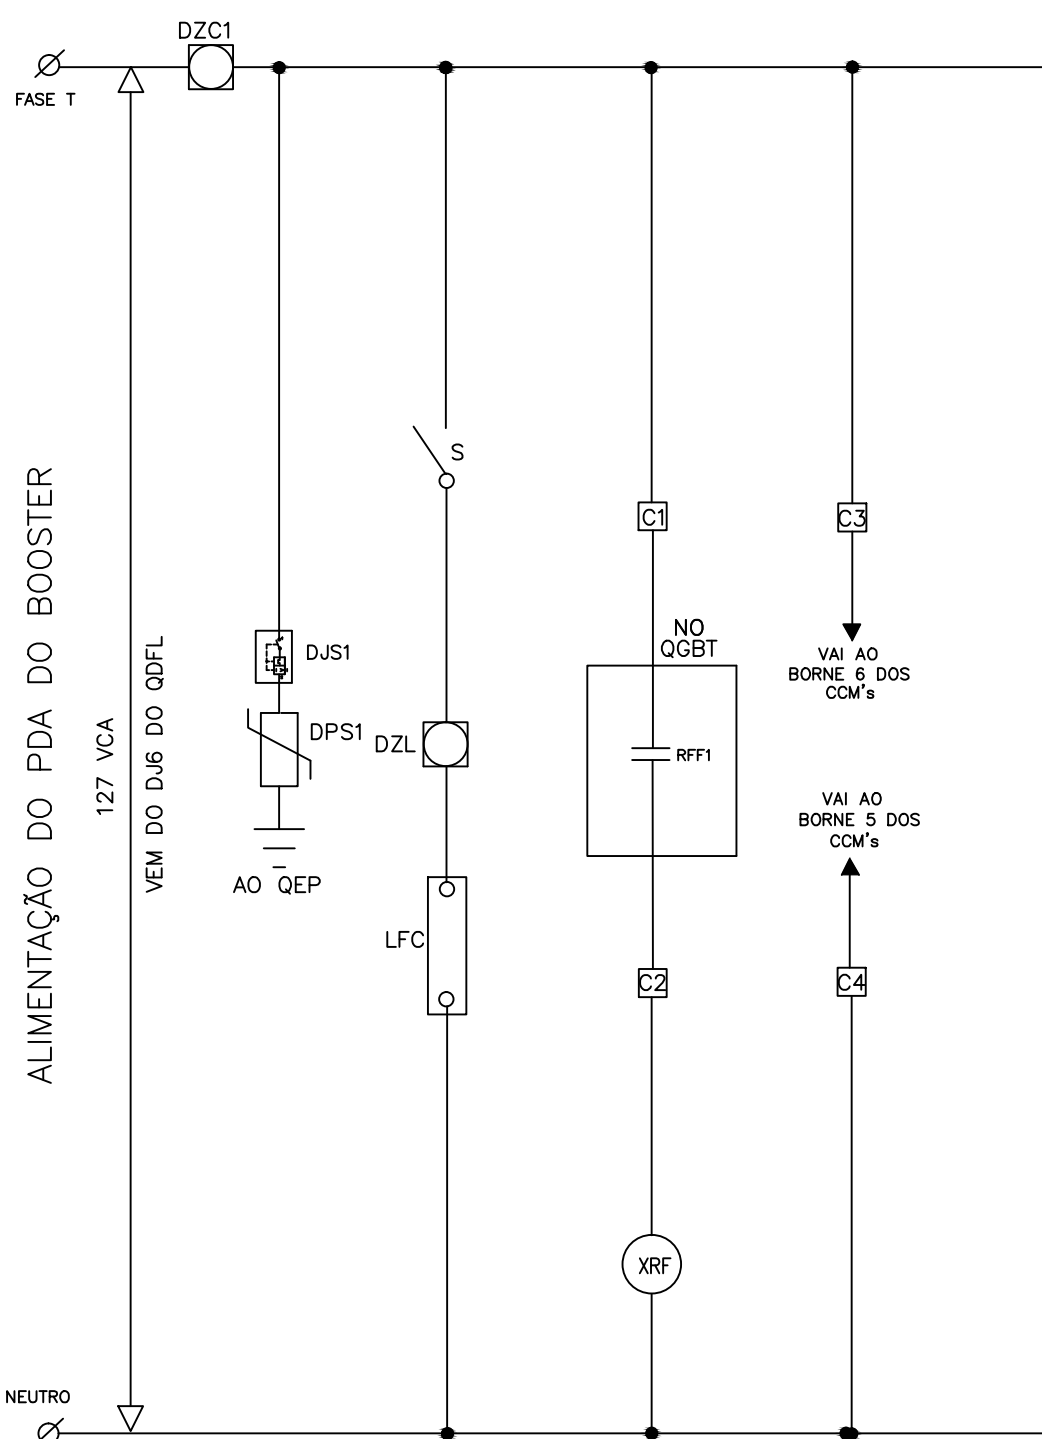 DZC1
FASE T
ALIMENTAÇÃO DO PDA DO BOOSTER
127 VCA
VEM DO DJ6 DO QDFL
DJS1
DPS1
AO QEP
S
DZL
LFC
C1
NO
QGBT
RFF1
C2
XRF
C3
VAI AO
BORNE 6 DOS
CCM's
VAI AO
BORNE 5 DOS
CCM's
C4
NEUTRO